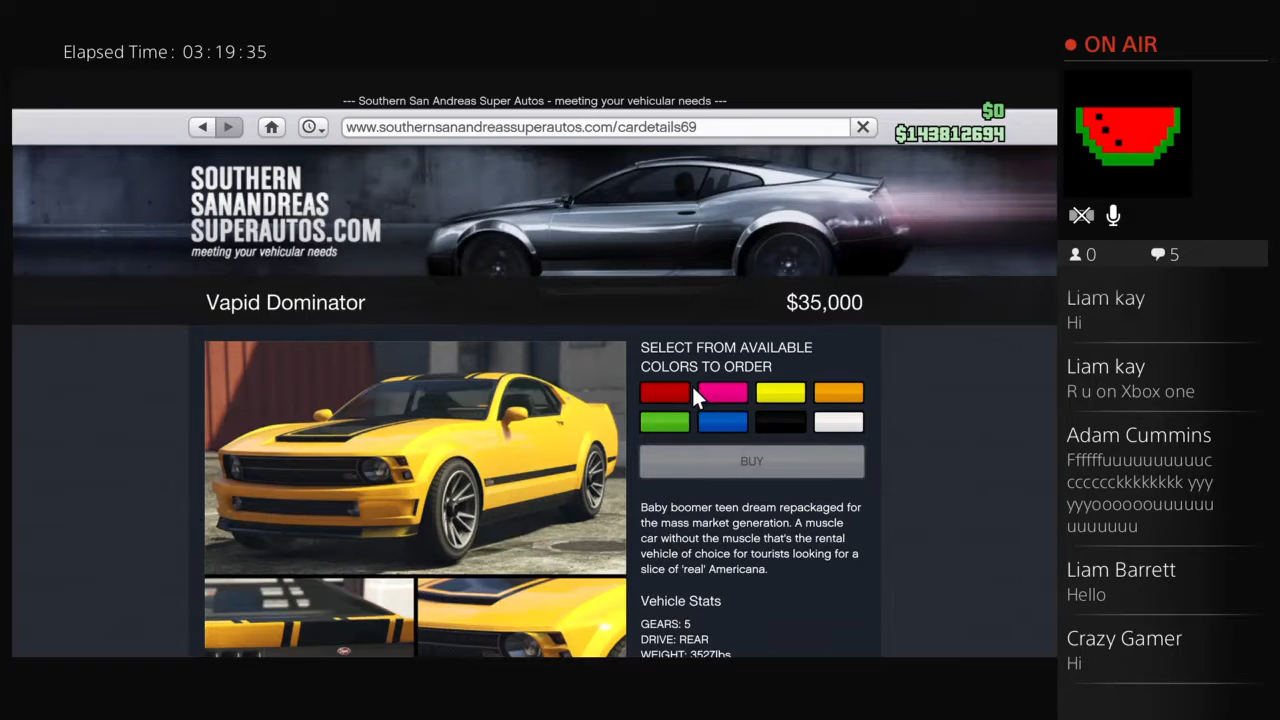 Elapsed Time: 03:19:35
ON AIR
--- Southern San Andreas Super Autos - meeting your vehicular needs ---
$0
www.southernsanandreassuperautos.com/cardetails69
$143812694
SOUTHERN
SANANDREAS
SUPERAUTOS.COM
meeting your vehicular needs
Vapid Dominator
$35,000
SELECT FROM AVAILABLE
COLORS TO ORDER
BUY
Baby boomer teen dream repackaged for
the mass market generation. A muscle
car without the muscle that's the rental
vehicle of choice for tourists looking for a
slice of 'real' Americana.
Vehicle Stats
GEARS: 5
DRIVE: REAR
WEIGHT: 3527lbs
0
5
Liam kay
Hi
Liam kay
R u on Xbox one
Adam Cummins
Ffffffuuuuuuuuuuc
cccccckkkkkkkk yyy
yyyooooooouuuuuu
uuuuuuu
Liam Barrett
Hello
Crazy Gamer
Hi